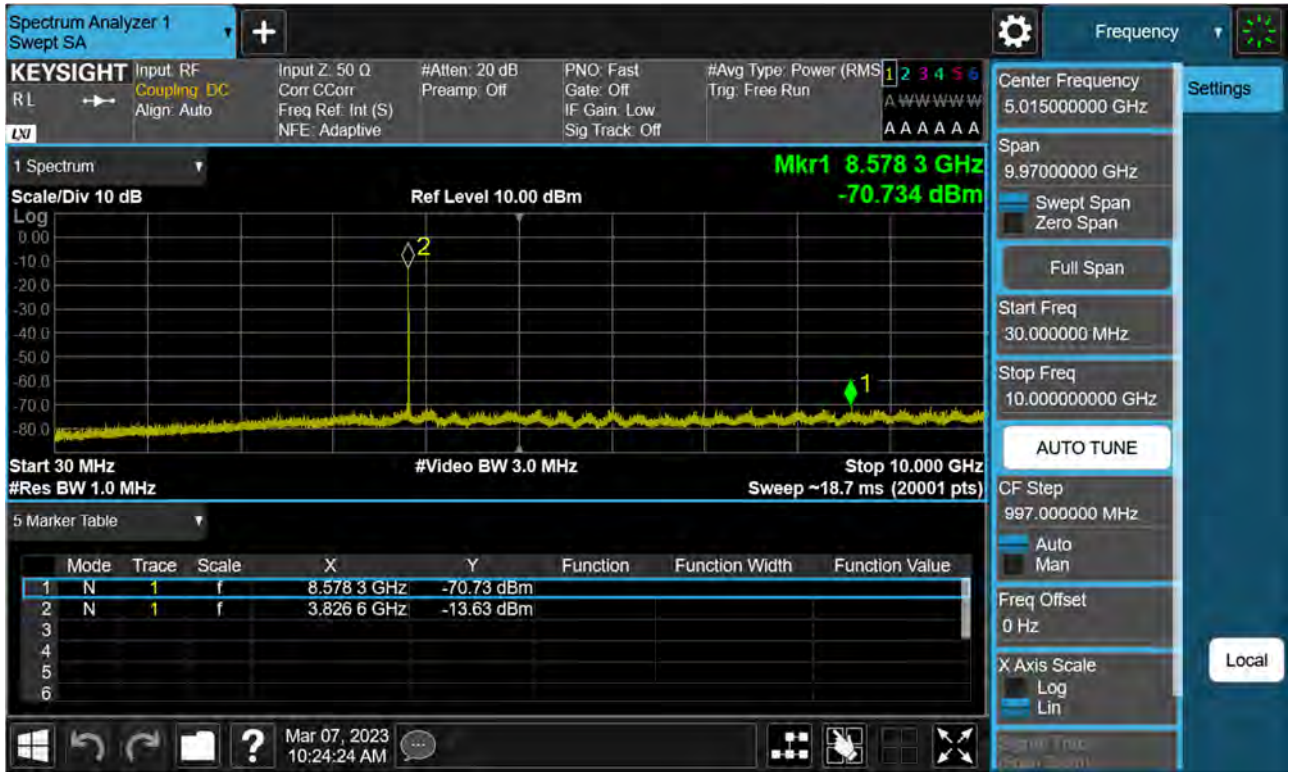 Spectrum Analyzer 1
Swept SA
+
Frequency
KEYSIGHT
RL
LXI
Input: RF
Coupling: DC
Align: Auto
Input Z: 50 Ω
Corr CCorr
Freq Ref: Int (S)
NFE: Adaptive
#Atten: 20 dB
Preamp: Off
PNO: Fast
Gate: Off
IF Gain: Low
Sig Track: Off
#Avg Type: Power (RMS
Trig: Free Run
1 2 3 4 5 6
A W W W W W
A A A A A A
1 Spectrum
Mkr1 8.578 3 GHz
-70.734 dBm
Scale/Div 10 dB
Ref Level 10.00 dBm
Log
0.00
-10.0
-20.0
-30.0
-40.0
-50.0
-60.0
-70.0
-80.0
2
1
Start 30 MHz
#Video BW 3.0 MHz
Stop 10.000 GHz
#Res BW 1.0 MHz
Sweep ~18.7 ms (20001 pts)
5 Marker Table
Mode Trace Scale X Y Function Function Width Function Value
1 N 1 f 8.578 3 GHz -70.73 dBm
2 N 1 f 3.826 6 GHz -13.63 dBm
3
4
5
6
Center Frequency
5.015000000 GHz
Span
9.97000000 GHz
Swept Span
Zero Span
Full Span
Start Freq
30.000000 MHz
Stop Freq
10.000000000 GHz
AUTO TUNE
CF Step
997.000000 MHz
Auto
Man
Freq Offset
0 Hz
X Axis Scale
Log
Lin
Settings
Local
?
Mar 07, 2023
10:24:24 AM